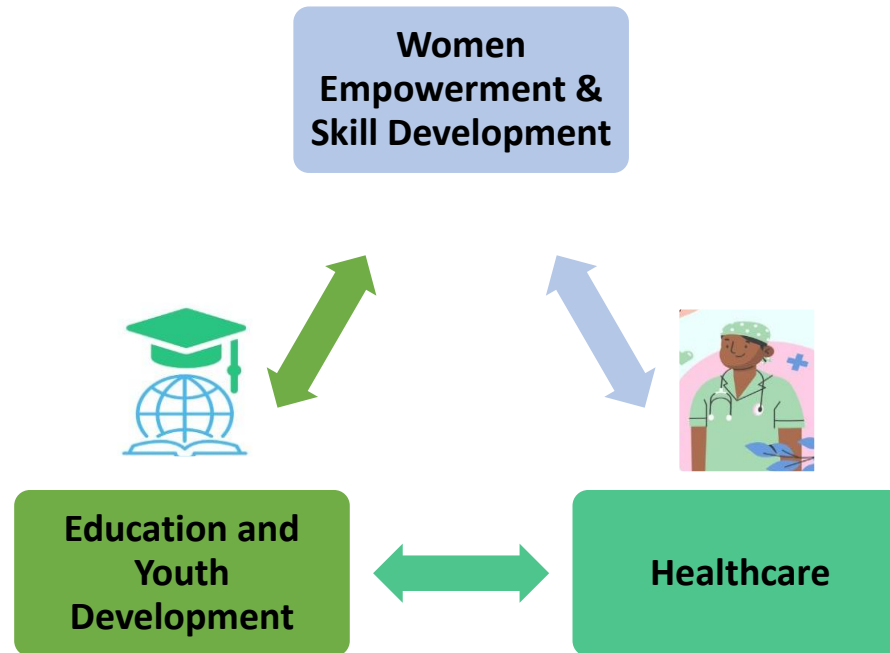 Women
Empowerment &
Skill Development
Education and
Youth
Development
Healthcare